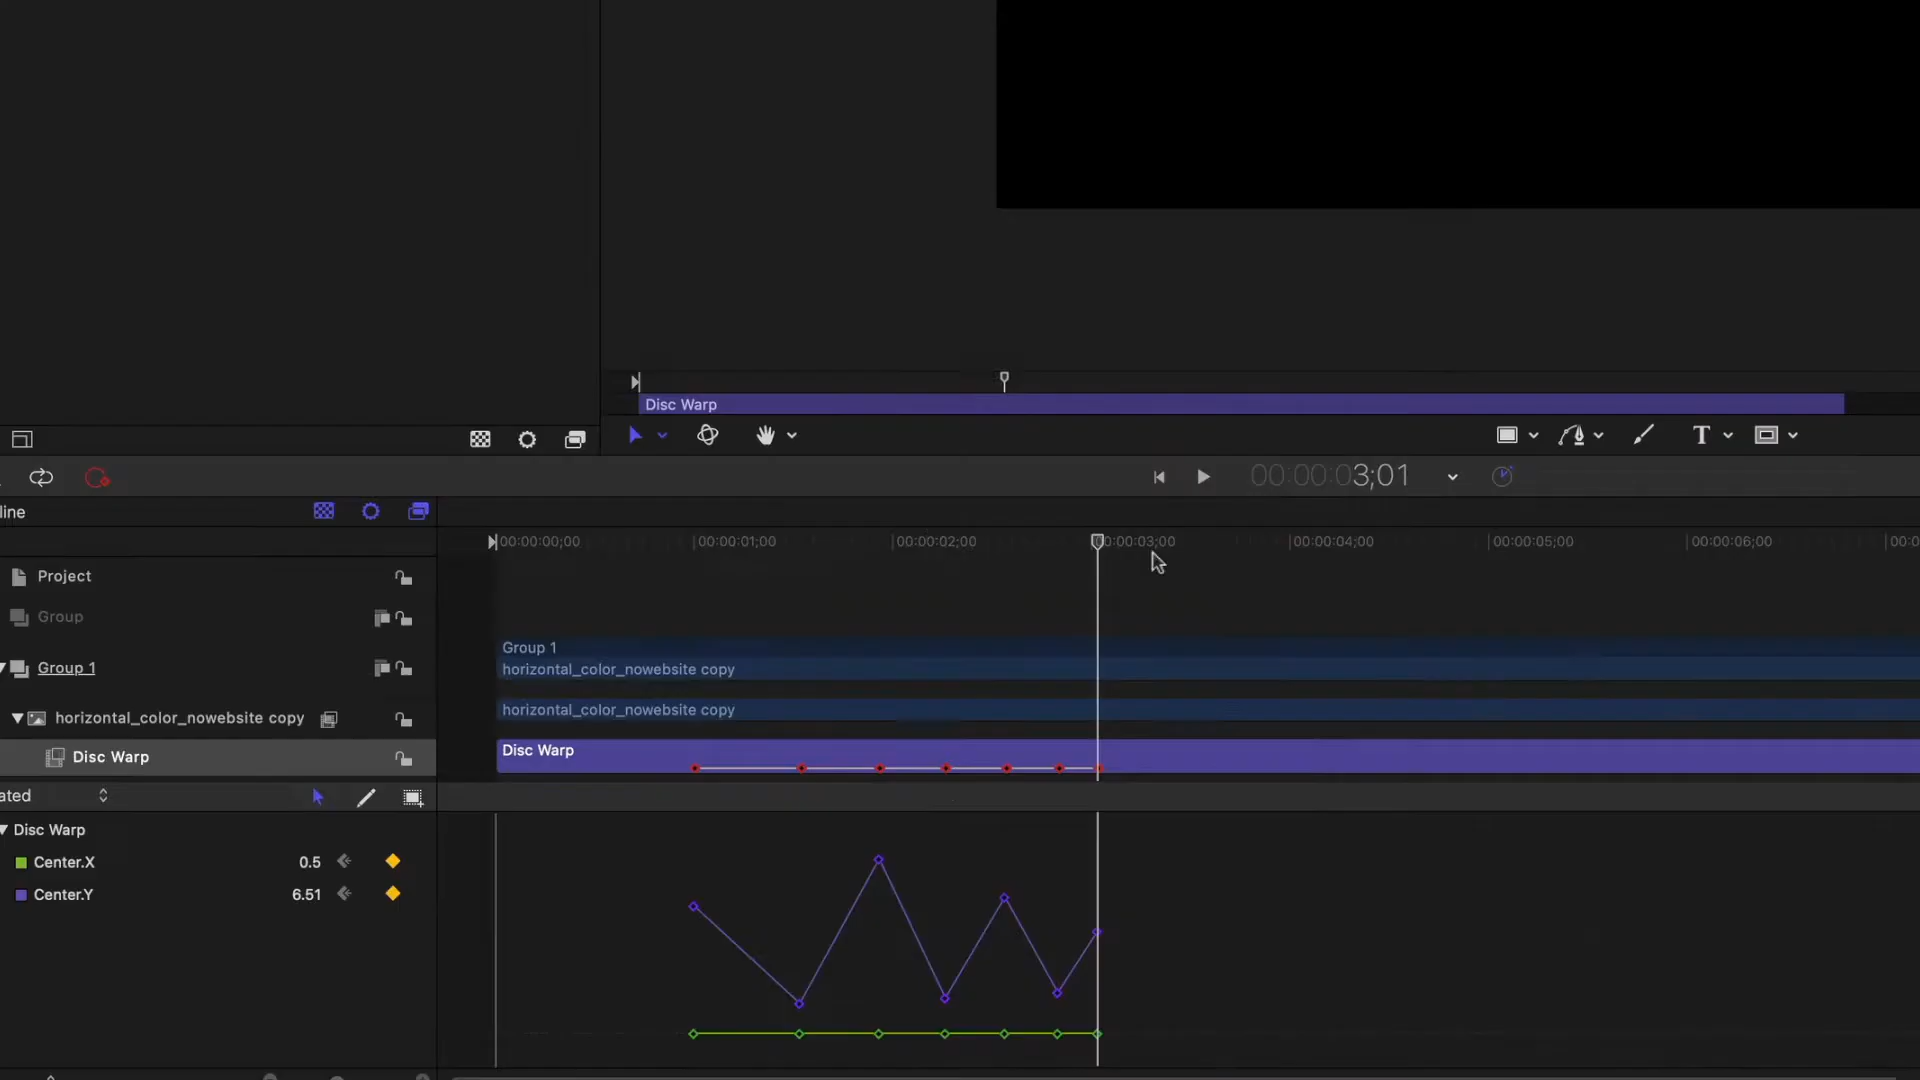 Disc Warp
T
00:00:03;01
line
00:00:00;00 00:00:01;00 00:00:02;00 00:00:03;00 00:00:04;00 00:00:05;00 00:00:06;00 00:0
Project
Group
Group 1
horizontal_color_nowebsite copy
Group 1
horizontal_color_nowebsite copy
horizontal_color_nowebsite copy
Disc Warp
Disc Warp
ated
Disc Warp
Center.X 0.5
Center.Y 6.51